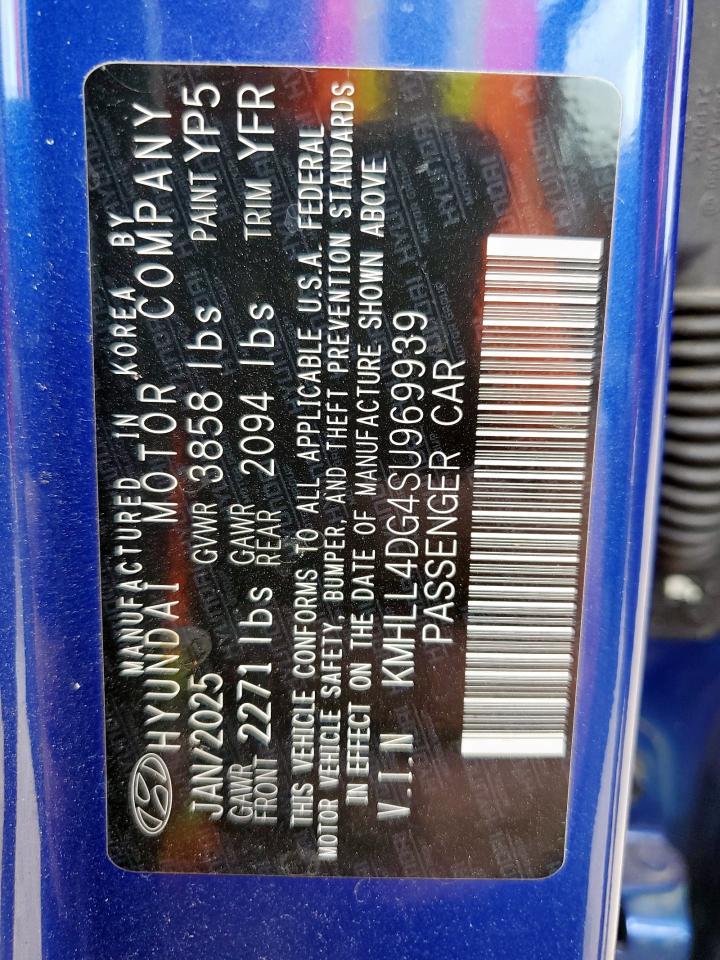 MANUFACTURED IN KOREA BY
HYUNDAI MOTOR COMPANY
JAN/2025 GVWR 3858 lbs PAINT YP5
GAWR FRONT 2271 lbs GAWR REAR 2094 lbs TRIM YFR
THIS VEHICLE CONFORMS TO ALL APPLICABLE U.S.A. FEDERAL
MOTOR VEHICLE SAFETY, BUMPER, AND THEFT PREVENTION STANDARDS
IN EFFECT ON THE DATE OF MANUFACTURE SHOWN ABOVE
V.I.N KMHLL4DG4SU969939
PASSENGER CAR